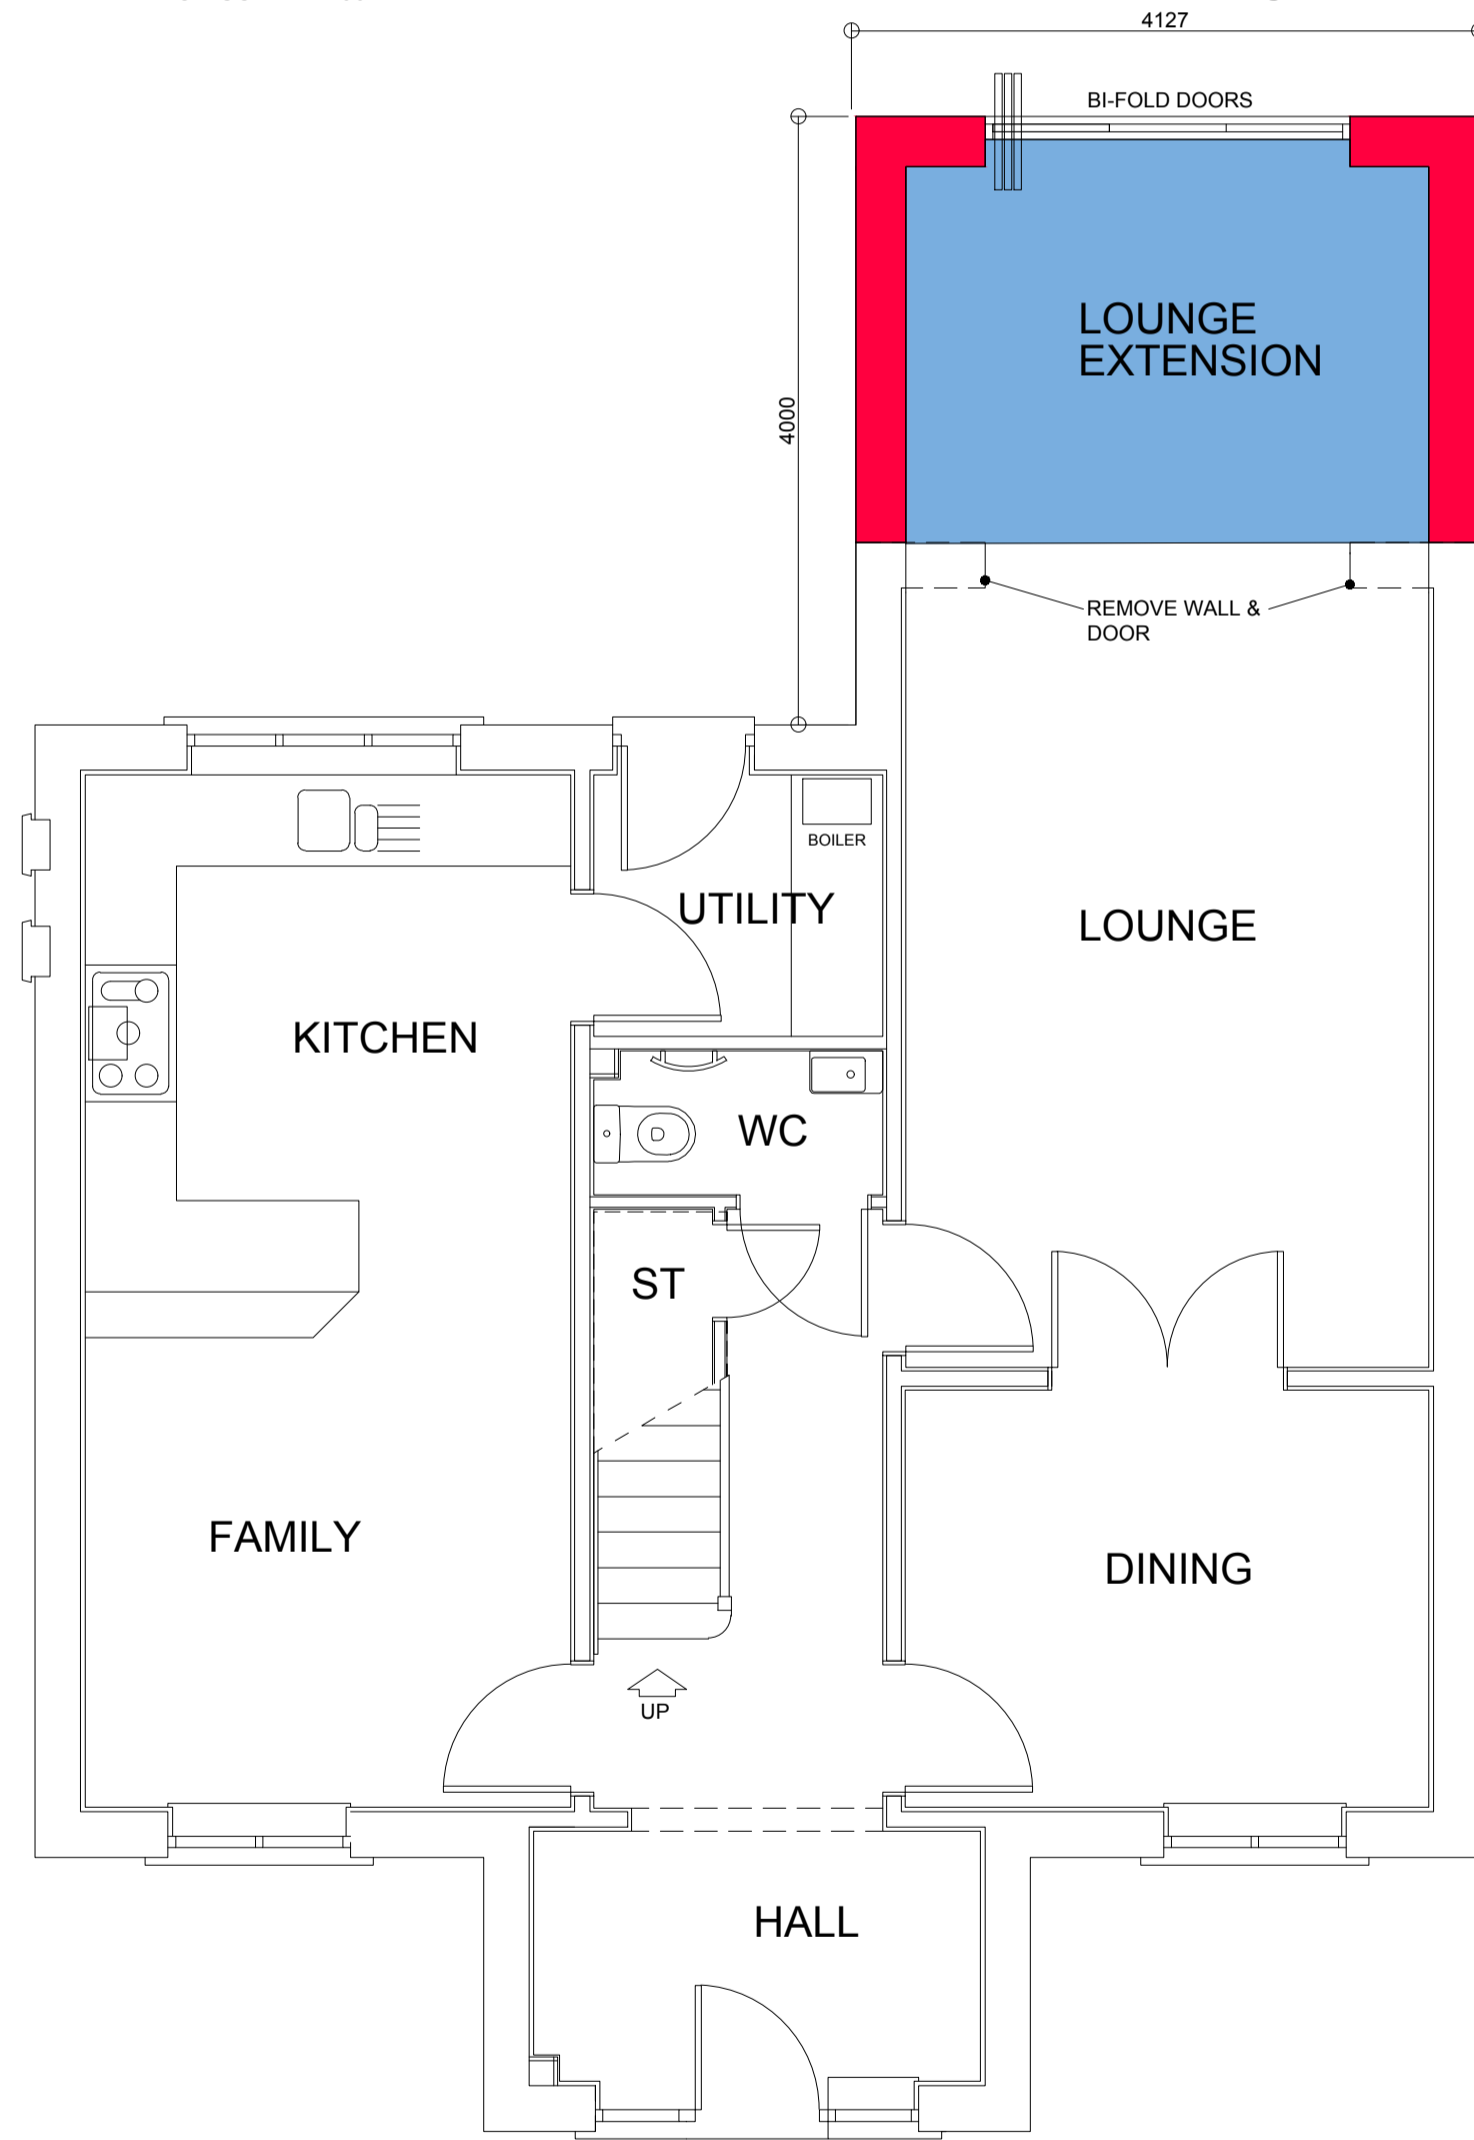 4127
BI-FOLD DOORS
LOUNGE
EXTENSION
4000
REMOVE WALL &
DOOR
BOILER
UTILITY
LOUNGE
KITCHEN
WC
ST
FAMILY
DINING
UP
HALL